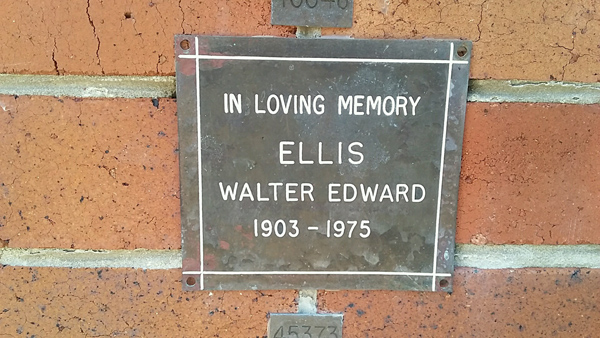 IN LOVING MEMORY
ELLIS
WALTER EDWARD
1903 - 1975
45373